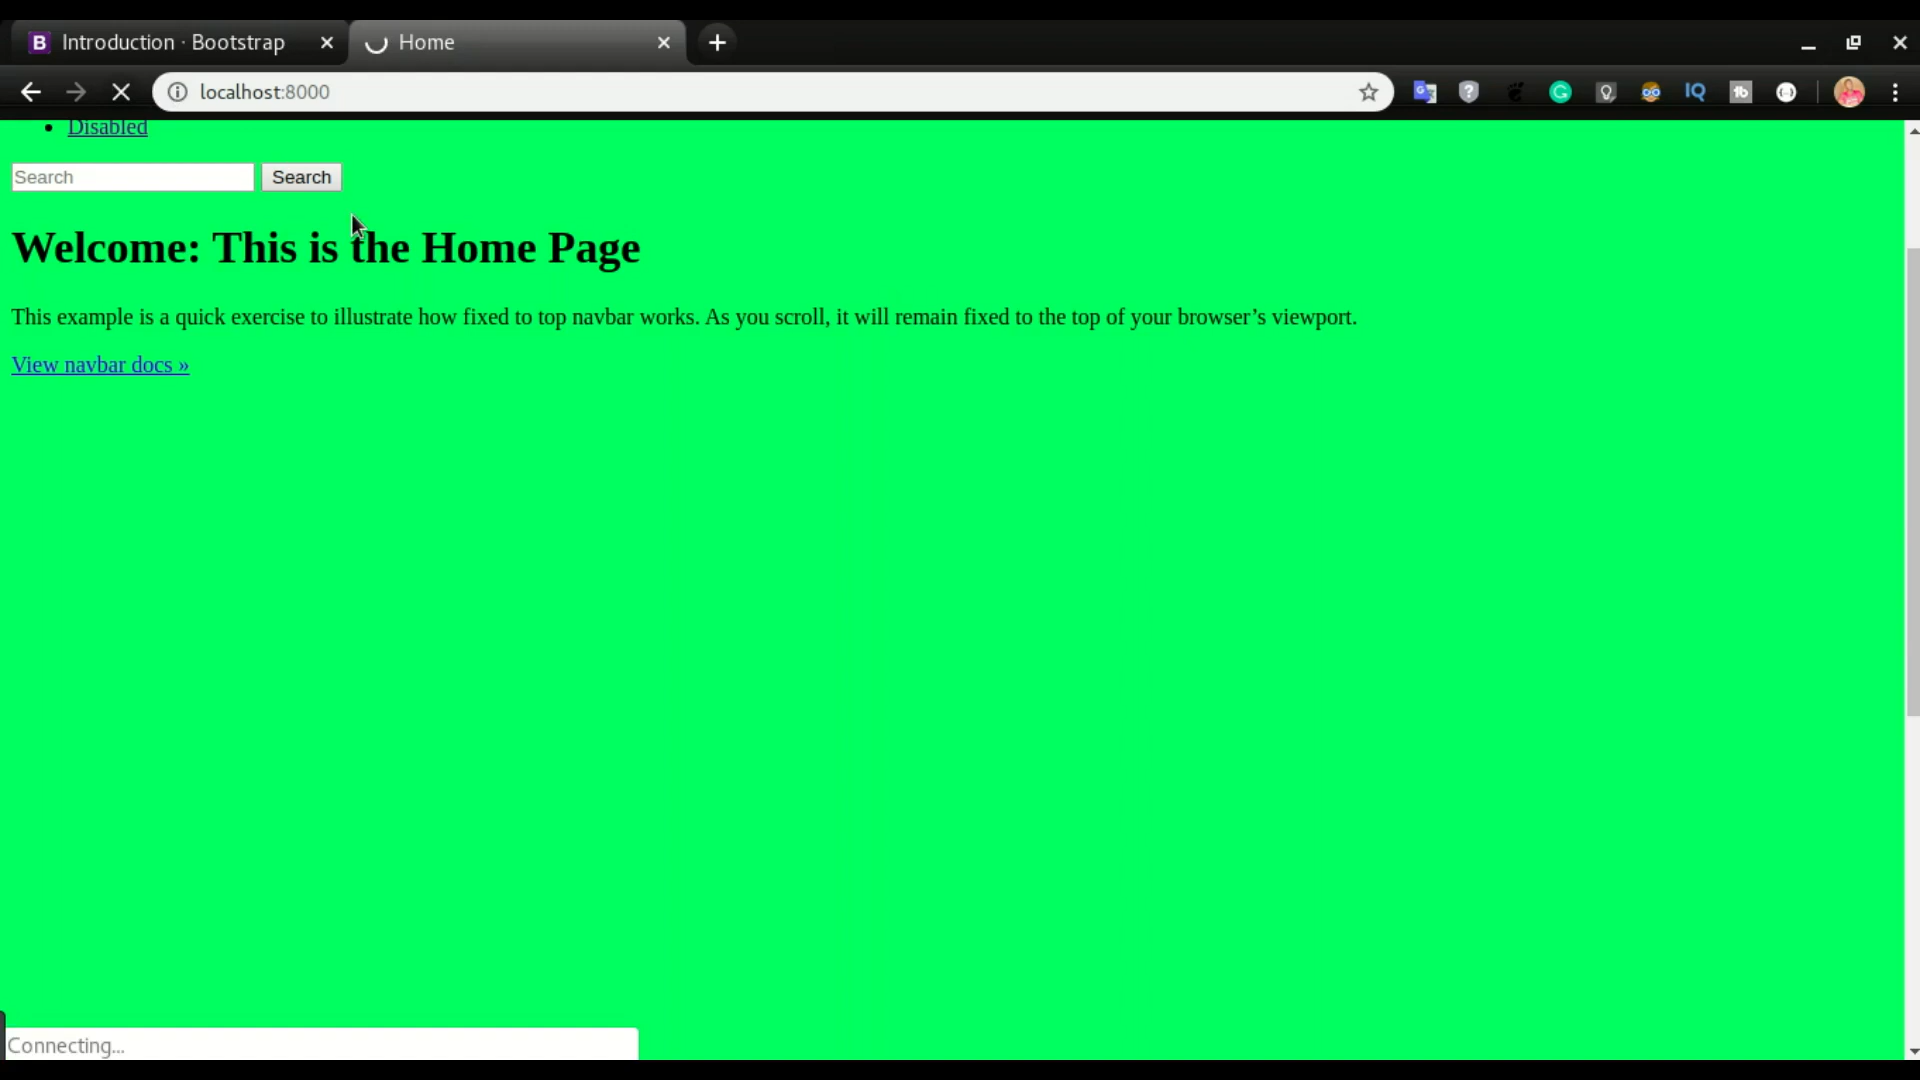 Introduction · Bootstrap
Home
localhost:8000
IQ
Disabled
Search Search
Welcome: This is the Home Page
This example is a quick exercise to illustrate how fixed to top navbar works. As you scroll, it will remain fixed to the top of your browser’s viewport.
View navbar docs »
Connecting...